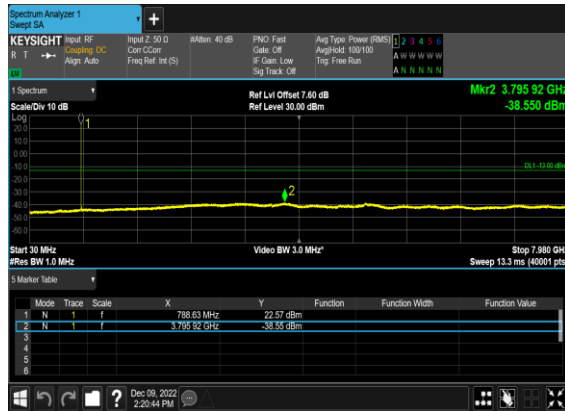 Spectrum Analyzer 1
Swept SA
+
KEYSIGHT Input: RF Input Z: 50 Ω #Atten: 40 dB PNO: Fast Avg Type: Power (RMS) 1 2 3 4 5 6
R T Coupling: DC Corr CCorr Gate: Off Avg|Hold: 100/100 A W W W W W
Align: Auto Freq Ref: Int (S) IF Gain: Low Trig: Free Run
Sig Track: Off A N N N N N
LU
1 Spectrum Ref Lvl Offset 7.60 dB Mkr2 3.795 92 GHz
Scale/Div 10 dB Ref Level 30.00 dBm -38.550 dBm
Log
20.0
10.0
0.00
-10.0
-20.0
-30.0
-40.0
-50.0
-60.0
1
DL1 -13.00 dBm
2
Start 30 MHz Video BW 3.0 MHz* Stop 7.980 GHz
#Res BW 1.0 MHz Sweep 13.3 ms (40001 pts)
5 Marker Table
Mode Trace Scale X Y Function Function Width Function Value
1 N 1 f 788.63 MHz 22.57 dBm
2 N 1 f 3.795 92 GHz -38.55 dBm
3
4
5
6
? Dec 09, 2022
2:20:44 PM